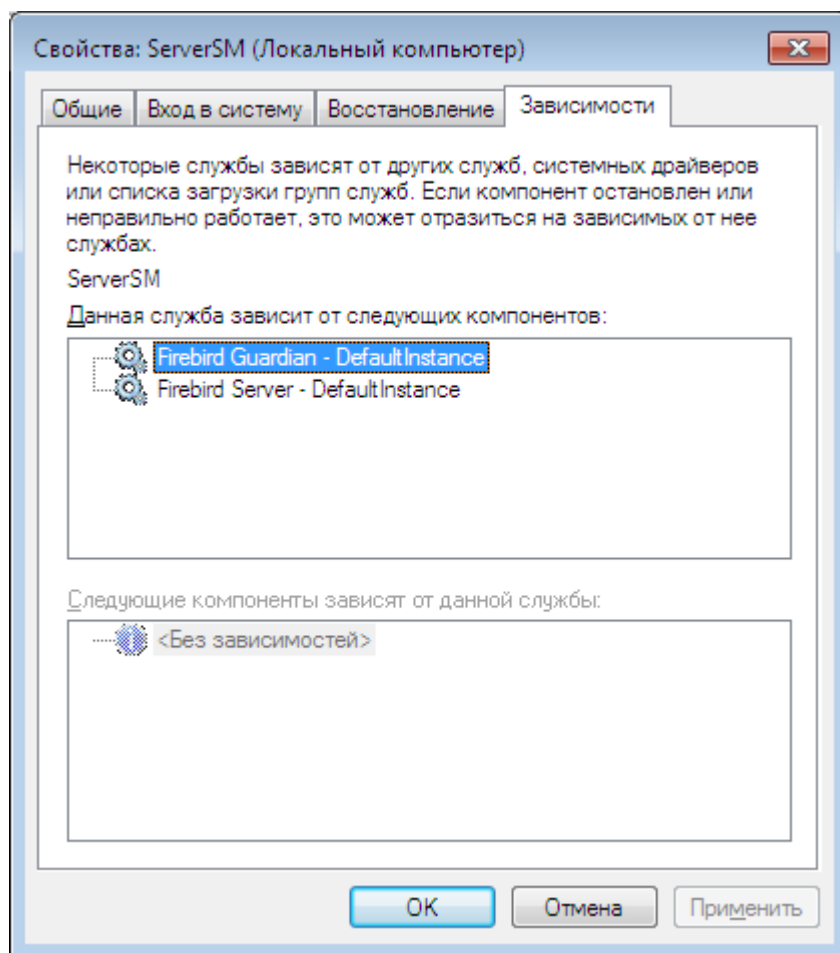 Свойства: ServerSM (Локальный компьютер)
Общие
Вход в систему
Восстановление
Зависимости
Некоторые службы зависят от других служб, системных драйверов
или списка загрузки групп служб. Если компонент остановлен или
неправильно работает, это может отразиться на зависимых от нее
службах.
ServerSM
Данная служба зависит от следующих компонентов:
Firebird Guardian - DefaultInstance
Firebird Server - DefaultInstance
Следующие компоненты зависят от данной службы:
<Без зависимостей>
ОК
Отмена
Применить